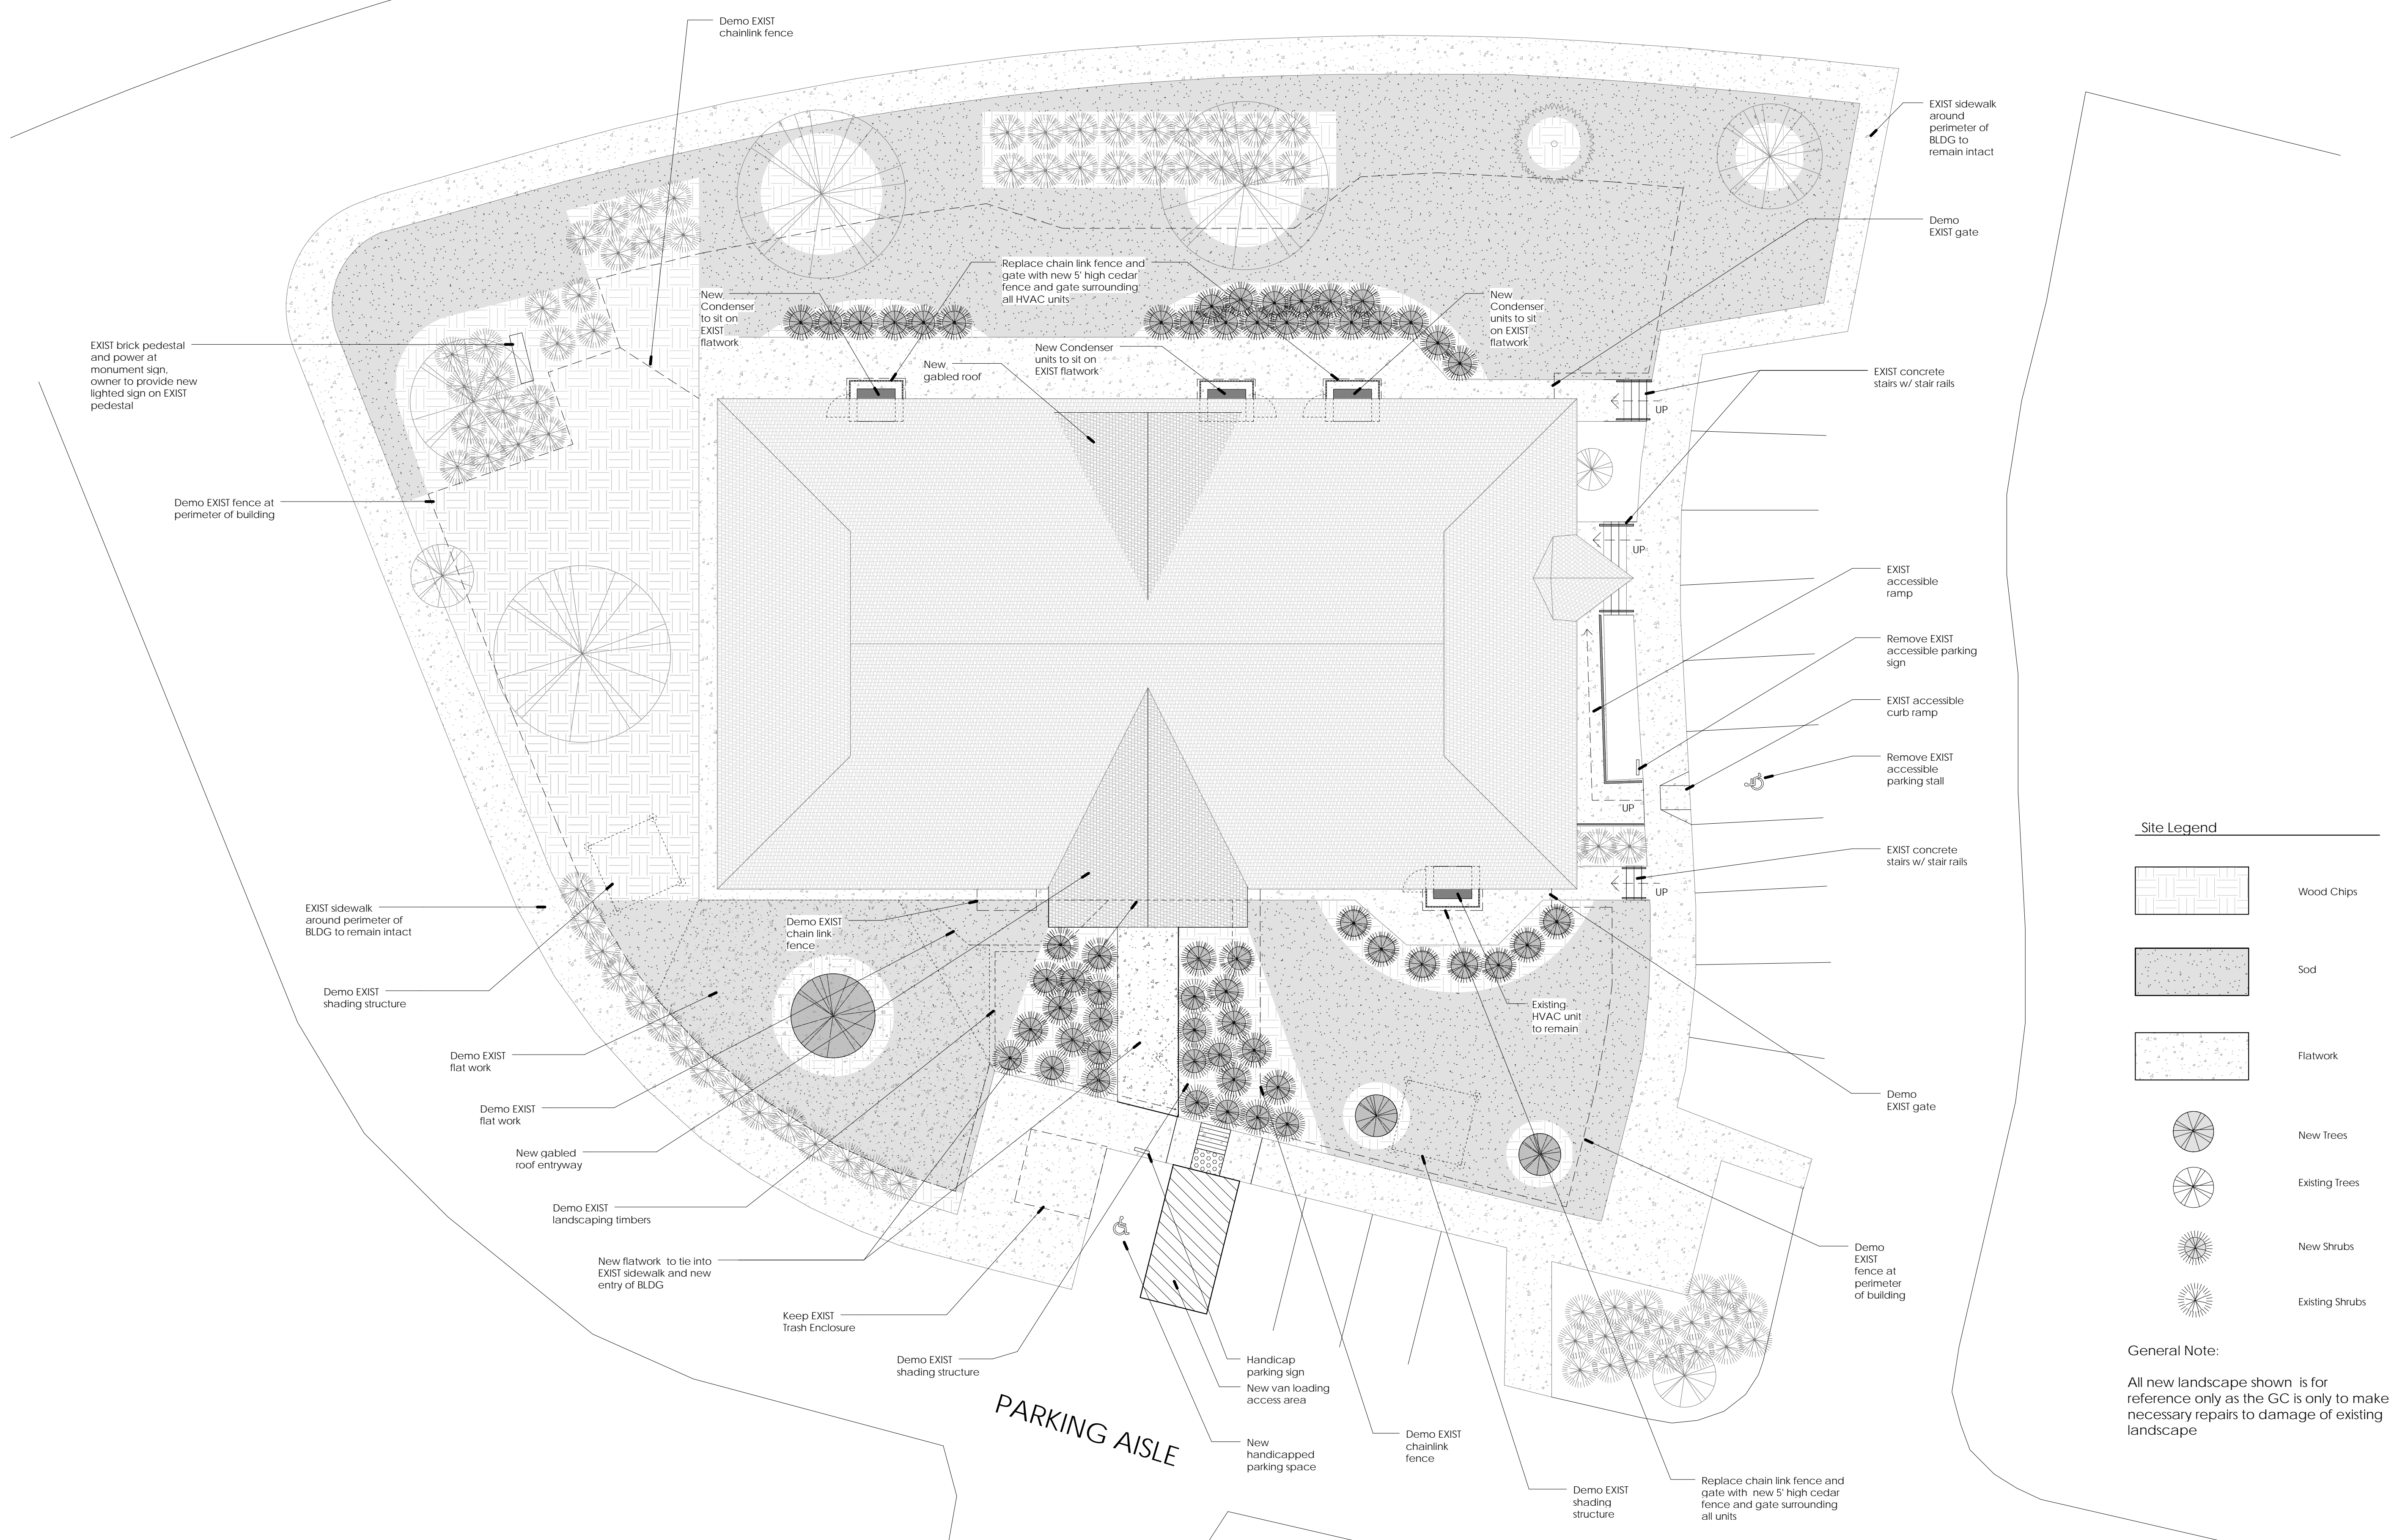 Demo EXIST
chainlink fence
EXIST sidewalk
around
perimeter of
BLDG to
remain intact
Demo
EXIST gate
Replace chain link fence and
gate with new 5' high cedar
fence and gate surrounding
all HVAC units
New
Condenser
to sit on
EXIST
flatwork
New
Condenser
units to sit
on EXIST
flatwork
New Condenser
units to sit on
EXIST flatwork
New
gabled roof
EXIST brick pedestal
and power at
monument sign,
owner to provide new
lighted sign on EXIST
pedestal
EXIST concrete
stairs w/ stair rails
UP
Demo EXIST fence at
perimeter of building
UP
EXIST
accessible
ramp
Remove EXIST
accessible parking
sign
EXIST accessible
curb ramp
Remove EXIST
accessible
parking stall
UP
EXIST concrete
stairs w/ stair rails
UP
EXIST sidewalk
around perimeter of
BLDG to remain intact
Demo EXIST
chain link
fence
Demo EXIST
shading structure
Existing
HVAC unit
to remain
Demo EXIST
flat work
Demo EXIST
flat work
Demo
EXIST gate
New gabled
roof entryway
Demo EXIST
landscaping timbers
New flatwork to tie into
EXIST sidewalk and new
entry of BLDG
Demo
EXIST
fence at
perimeter
of building
Keep EXIST
Trash Enclosure
Demo EXIST
shading structure
Handicap
parking sign
New van loading
access area
New
handicapped
parking space
PARKING AISLE
Demo EXIST
chainlink
fence
Demo EXIST
shading
structure
Replace chain link fence and
gate with new 5' high cedar
fence and gate surrounding
all units
Site Legend
Wood Chips
Sod
Flatwork
New Trees
Existing Trees
New Shrubs
Existing Shrubs
General Note:
All new landscape shown is for
reference only as the GC is only to make
necessary repairs to damage of existing
landscape